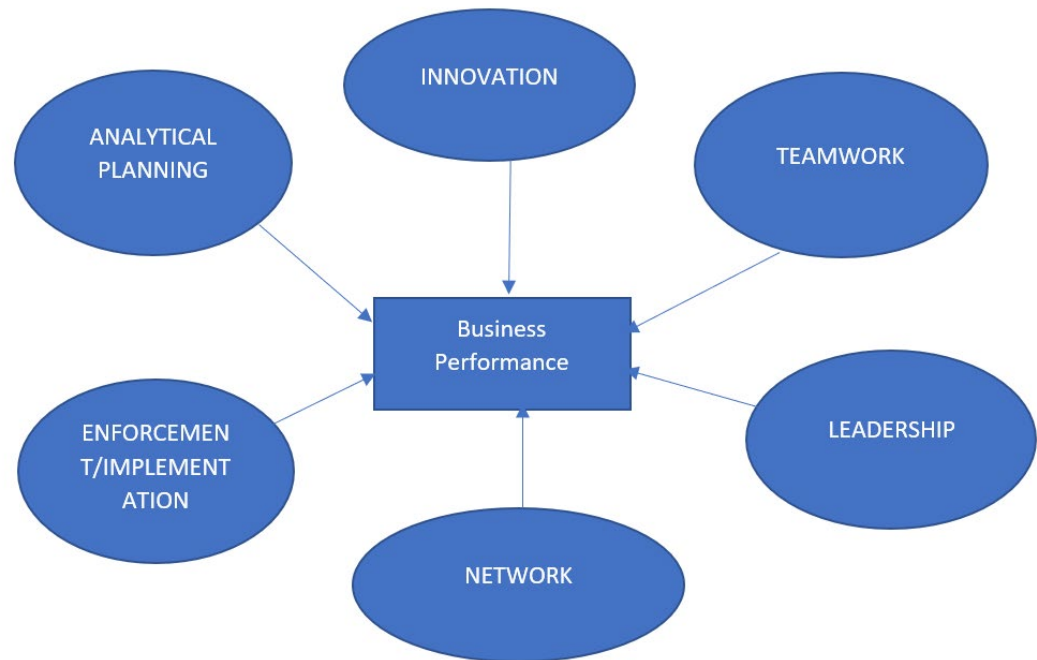 INNOVATION
ANALYTICAL
PLANNING
TEAMWORK
Business
Performance
ENFORCEMEN
T/IMPLEMENT
ATION
LEADERSHIP
NETWORK